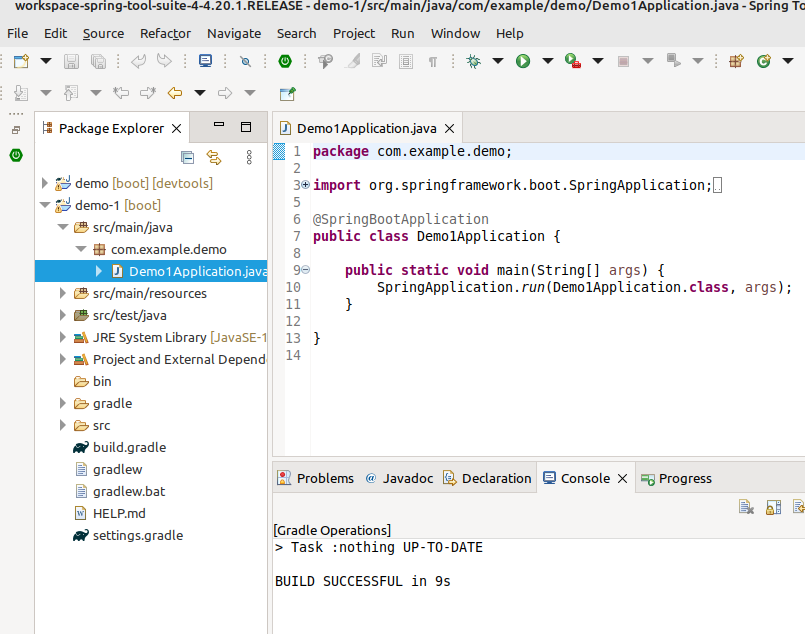 workspace-spring-tool-suite-4-4.20.1.RELEASE - demo-1/src/main/java/com/example/demo/Demo1Application.java - Spring To
File Edit Source Refactor Navigate Search Project Run Window Help
Package Explorer
demo [boot] [devtools]
demo-1 [boot]
src/main/java
com.example.demo
Demo1Application.java
src/main/resources
src/test/java
JRE System Library [JavaSE-1
Project and External Depend
bin
gradle
src
build.gradle
gradlew
gradlew.bat
HELP.md
settings.gradle
Demo1Application.java
1 package com.example.demo;
2
3 import org.springframework.boot.SpringApplication;
5
6 @SpringBootApplication
7 public class Demo1Application {
8
9 public static void main(String[] args) {
10 SpringApplication.run(Demo1Application.class, args);
11 }
12
13 }
14
Problems @ Javadoc Declaration Console Progress
[Gradle Operations]
> Task :nothing UP-TO-DATE
BUILD SUCCESSFUL in 9s